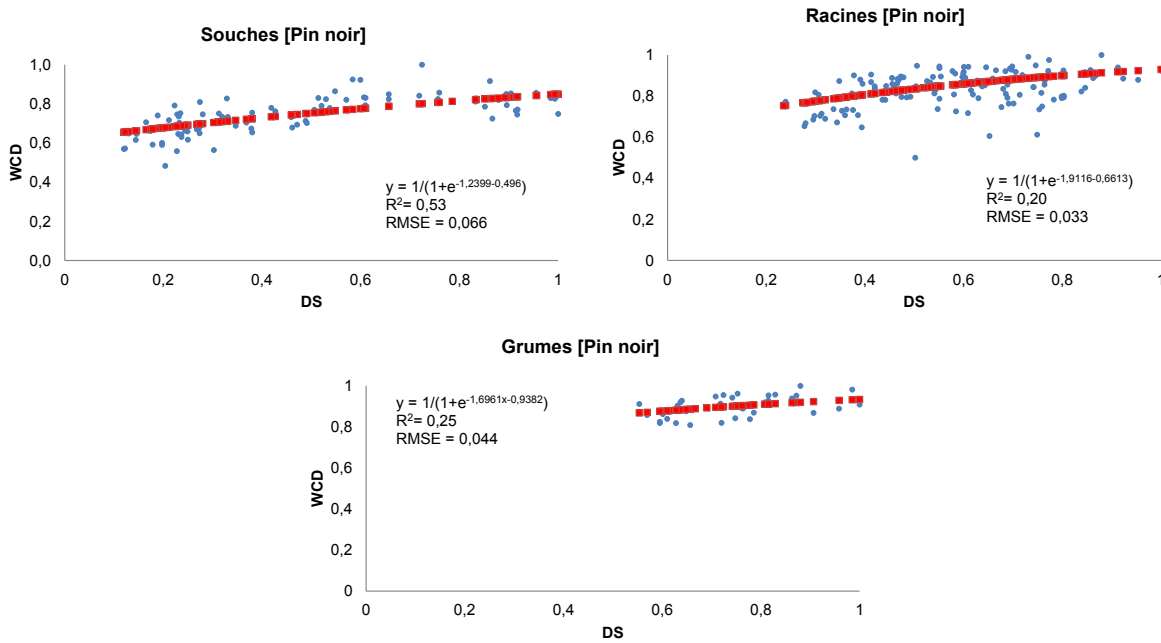 Souches [Pin noir]
1,0
0,8
0,6
0,4
0,2
0,0
WCD
0
0,2
0,4
0,6
0,8
1
DS
y = 1/(1+e^-1,2399-0,496)
R²= 0,53
RMSE = 0,066
Racines [Pin noir]
1
0,8
0,6
0,4
0,2
0
WCD
0
0,2
0,4
0,6
0,8
1
DS
y = 1/(1+e^-1,9116-0,6613)
R²= 0,20
RMSE = 0,033
Grumes [Pin noir]
1
0,8
0,6
0,4
0,2
0
WCD
0
0,2
0,4
0,6
0,8
1
DS
y = 1/(1+e^-1,6961x-0,9382)
R²= 0,25
RMSE = 0,044